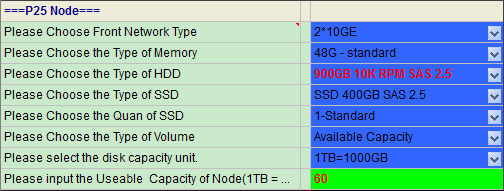 ===P25 Node===
Please Choose Front Network Type 2*10GE
Please Choose the Type of Memory 48G - standard
Please Choose the Type of HDD 900GB 10K RPM SAS 2.5
Please Choose the Type of SSD SSD 400GB SAS 2.5
Please Choose the Quan of SSD 1-Standard
Please Choose the Type of Volume Available Capacity
Please select the disk capacity unit. 1TB=1000GB
Please input the Useable Capacity of Node(1TB = ... 60